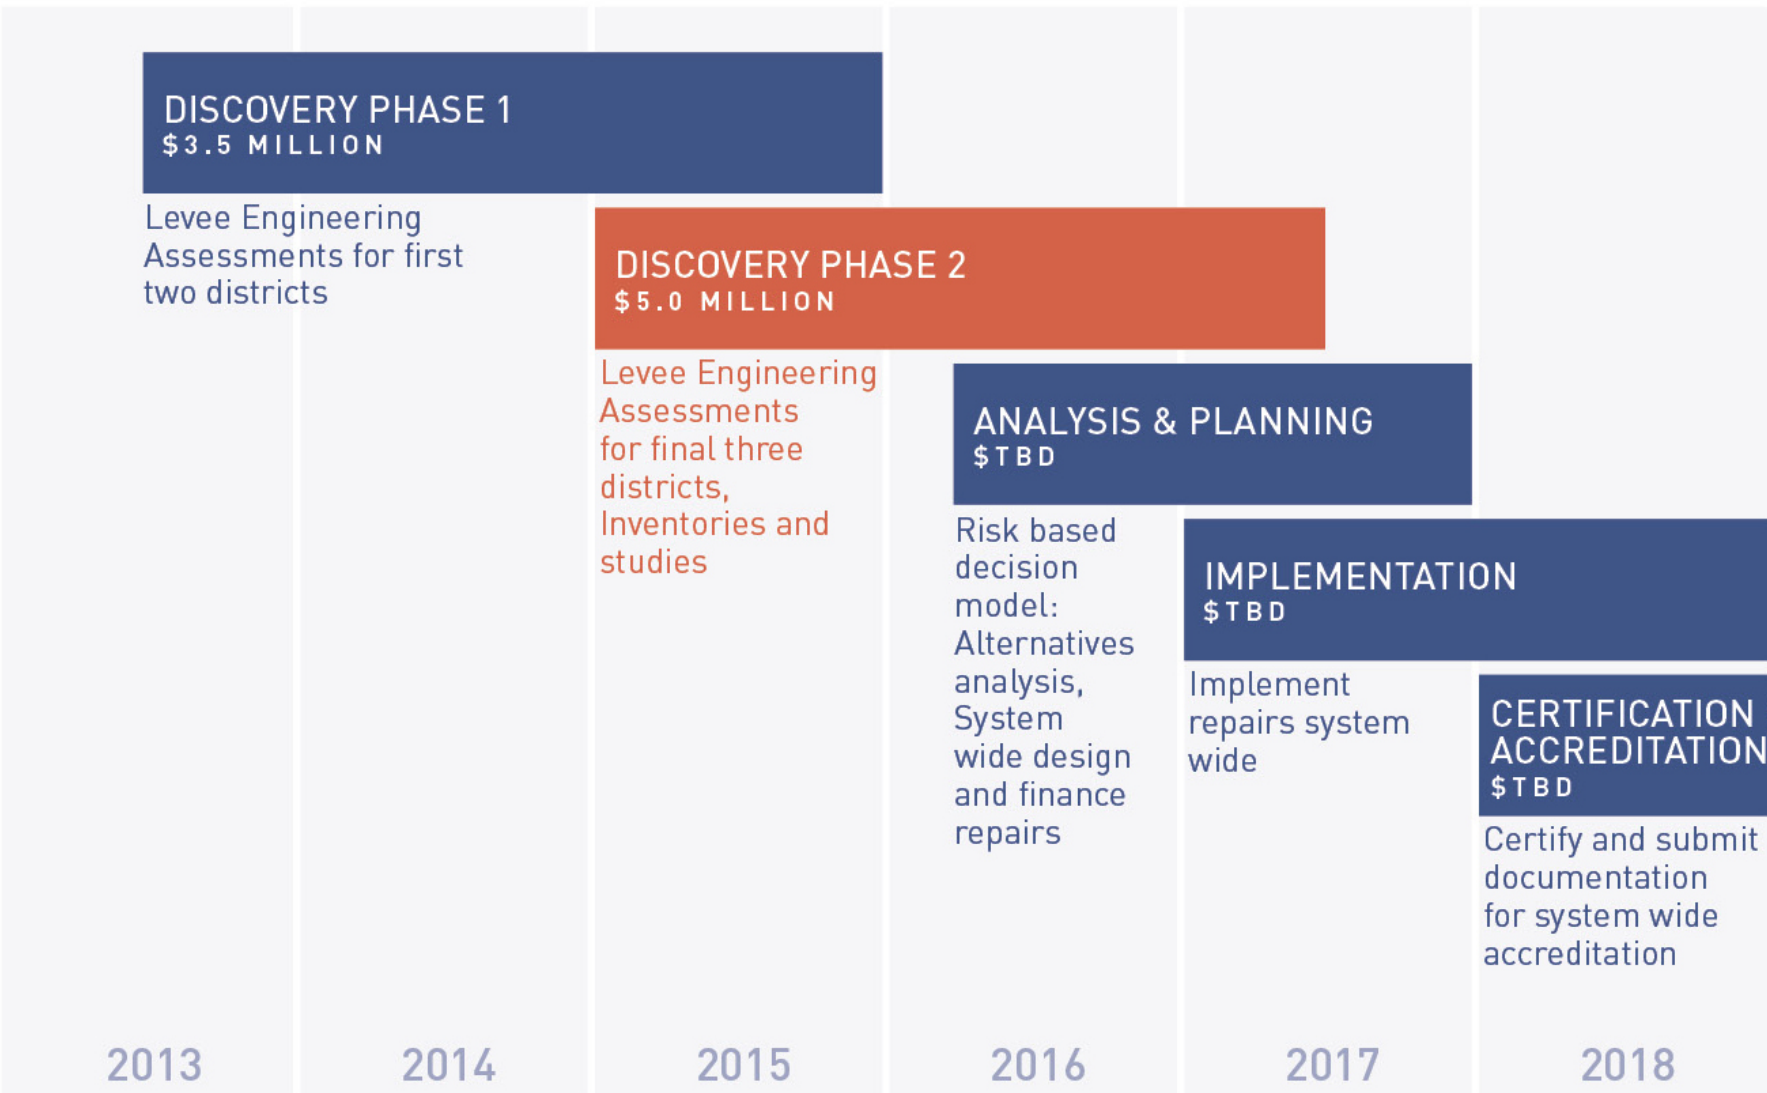 DISCOVERY PHASE 1
$3.5 MILLION
Levee Engineering
Assessments for first
two districts
DISCOVERY PHASE 2
$5.0 MILLION
Levee Engineering
Assessments
for final three
districts,
Inventories and
studies
ANALYSIS & PLANNING
$TBD
Risk based
decision
model:
Alternatives
analysis,
System
wide design
and finance
repairs
IMPLEMENTATION
$TBD
Implement
repairs system
wide
CERTIFICATION
ACCREDITATION
$TBD
Certify and submit
documentation
for system wide
accreditation
2013
2014
2015
2016
2017
2018